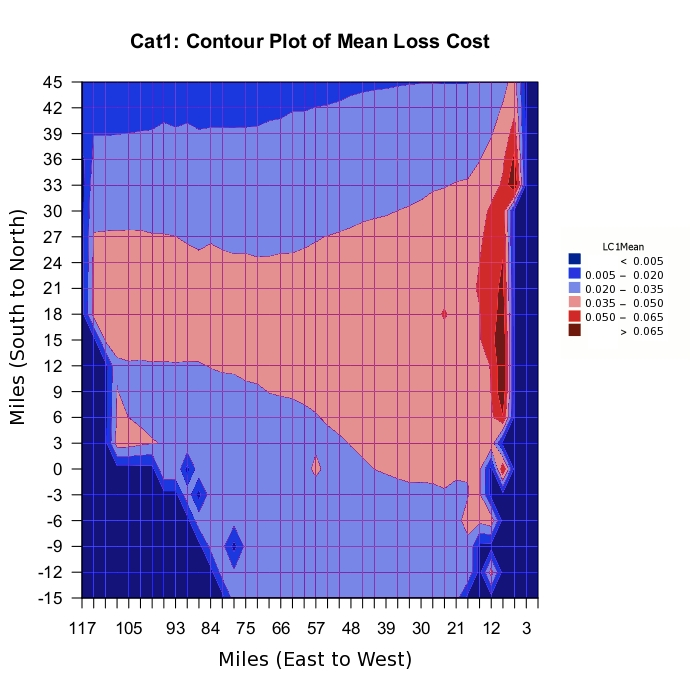 Cat1: Contour Plot of Mean Loss Cost
45
42
39
36
33
30
27
24
21
18
15
12
9
6
3
0
-3
-6
-9
-12
-15
Miles (South to North)
117 105 93 84 75 66 57 48 39 30 21 12 3
Miles (East to West)
LC1Mean
< 0.005
0.005 – 0.020
0.020 – 0.035
0.035 – 0.050
0.050 – 0.065
> 0.065